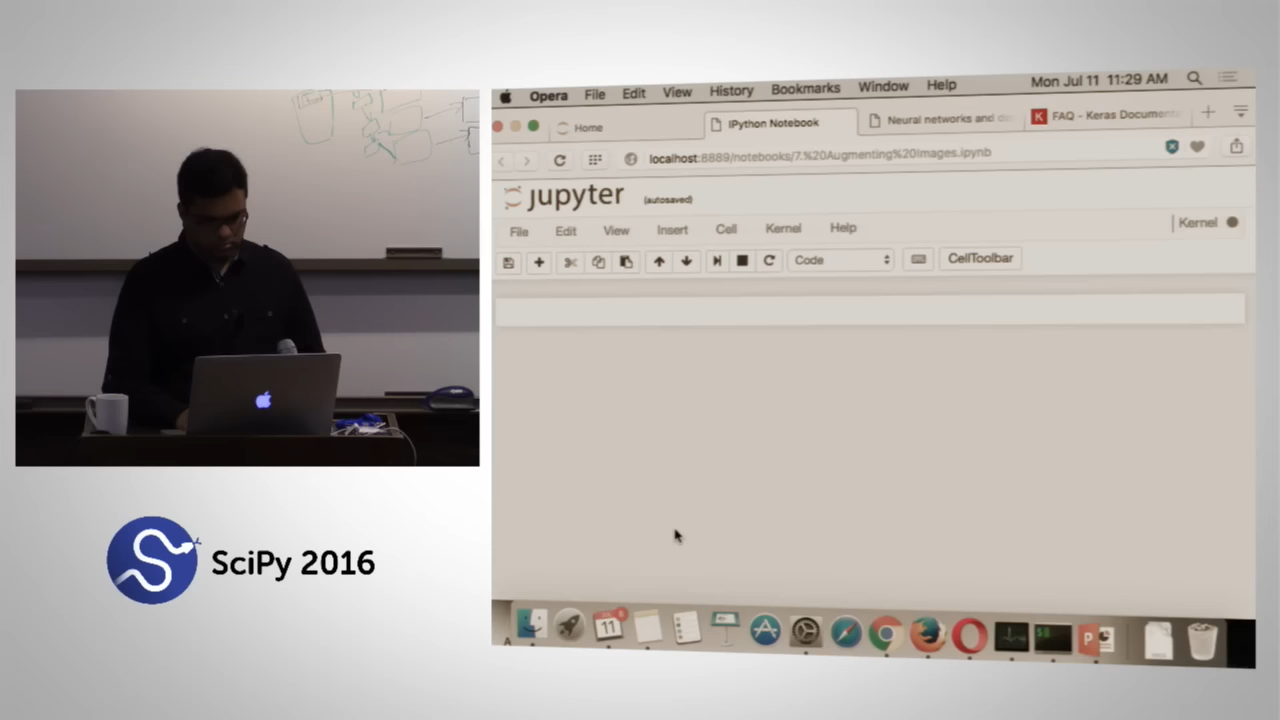 Opera File Edit View History Bookmarks Window Help Mon Jul 11 11:29 AM
Home
IPython Notebook
Neural networks and de
FAQ - Keras Documenta
localhost:8889/notebooks/7.%20Augmenting%20Images.ipynb
jupyter (autosaved)
File Edit View Insert Cell Kernel Help Kernel
Code CellToolbar
SciPy 2016
11